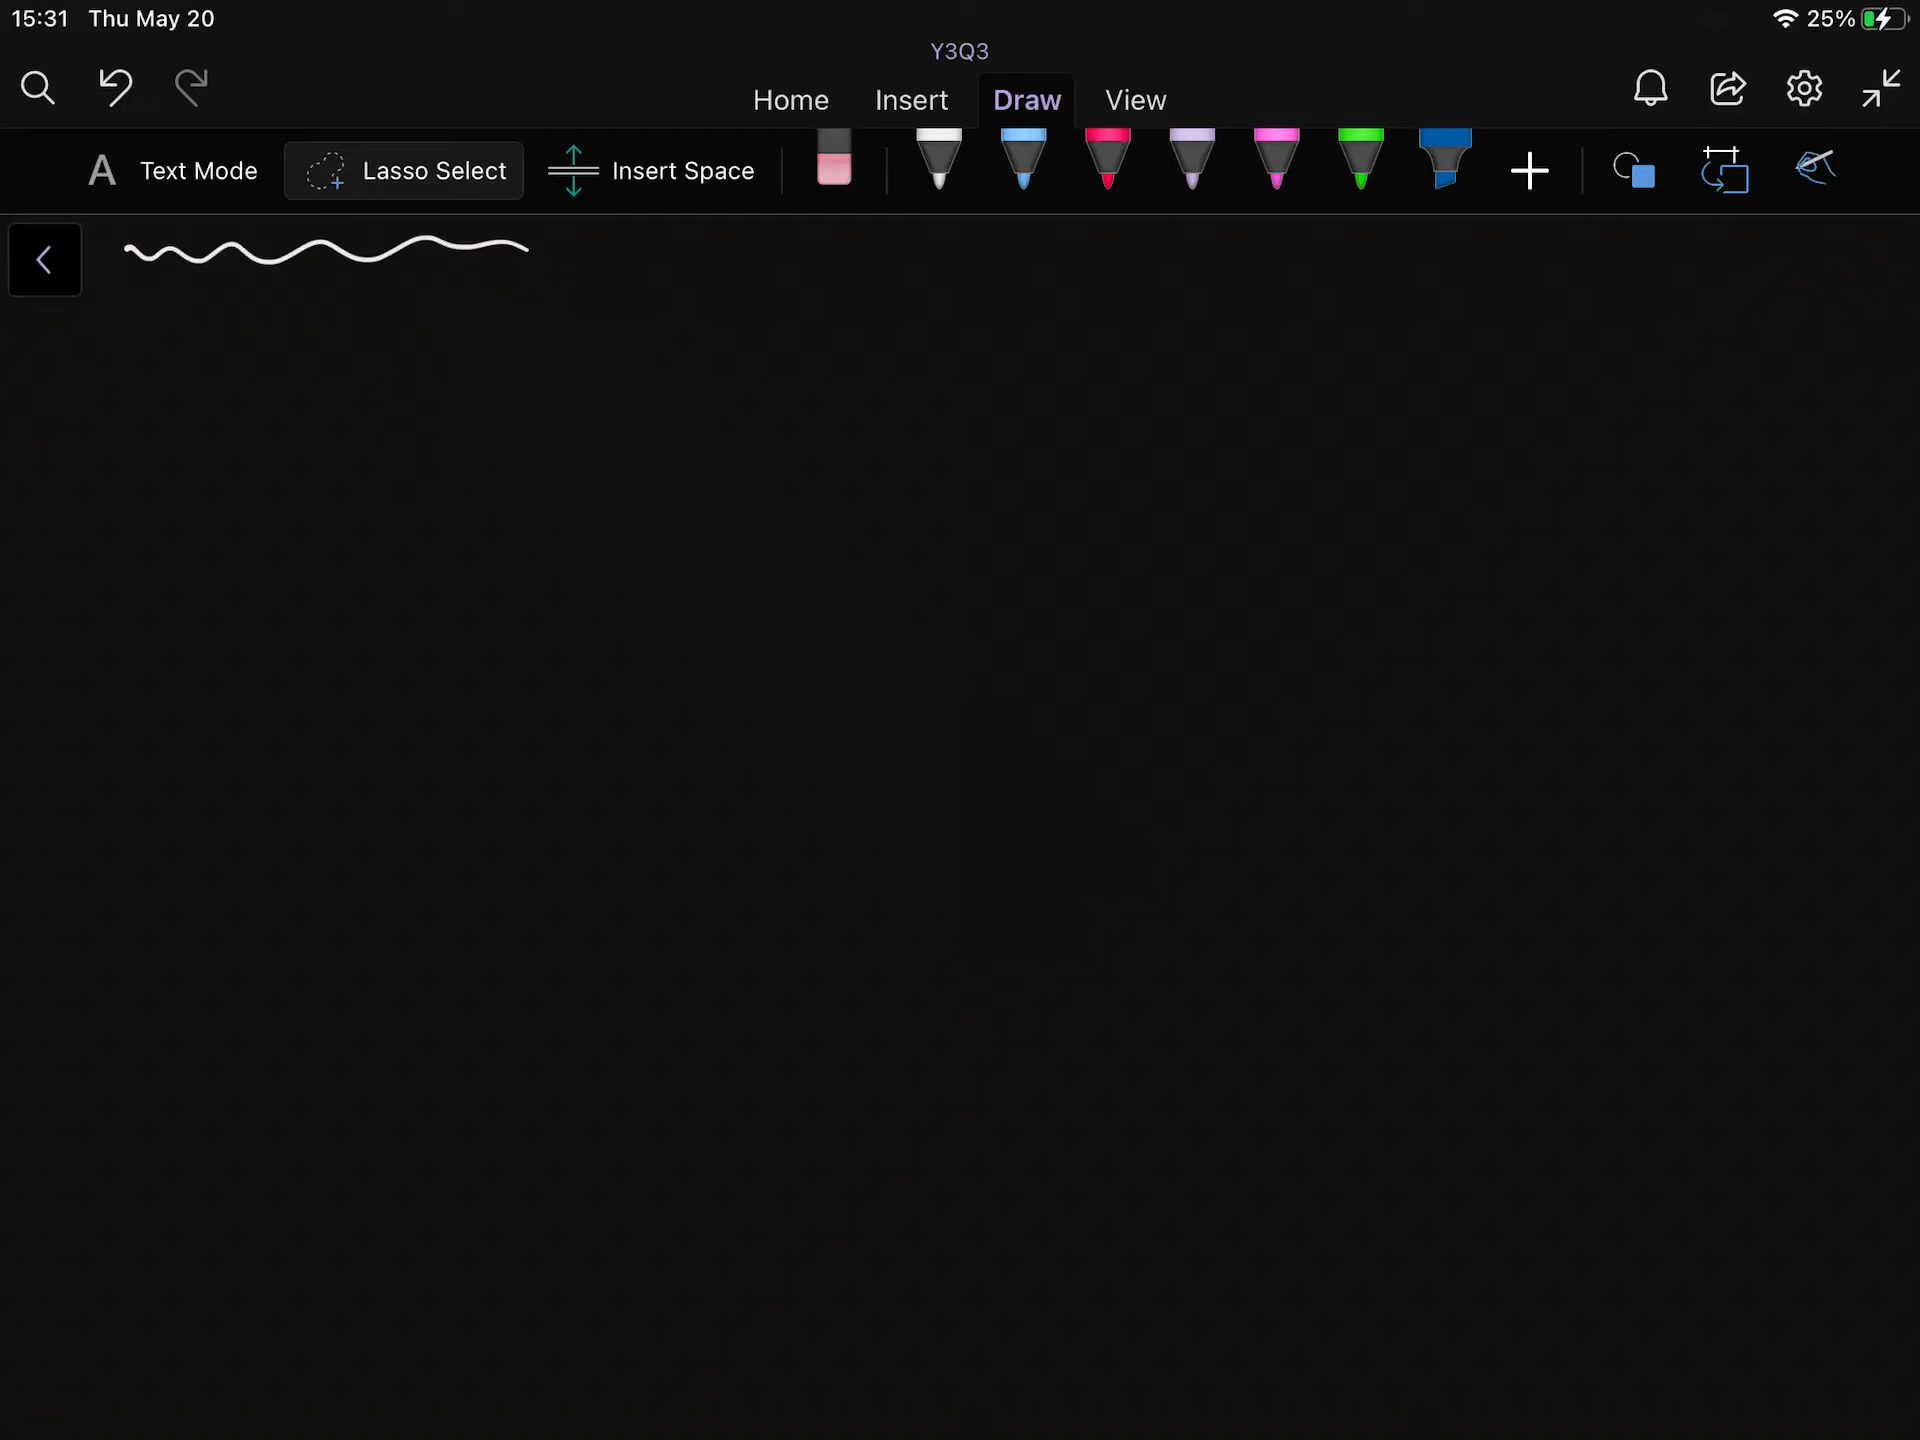 15:31 Thu May 20 25%
Y3Q3
Home Insert Draw View
A Text Mode Lasso Select Insert Space